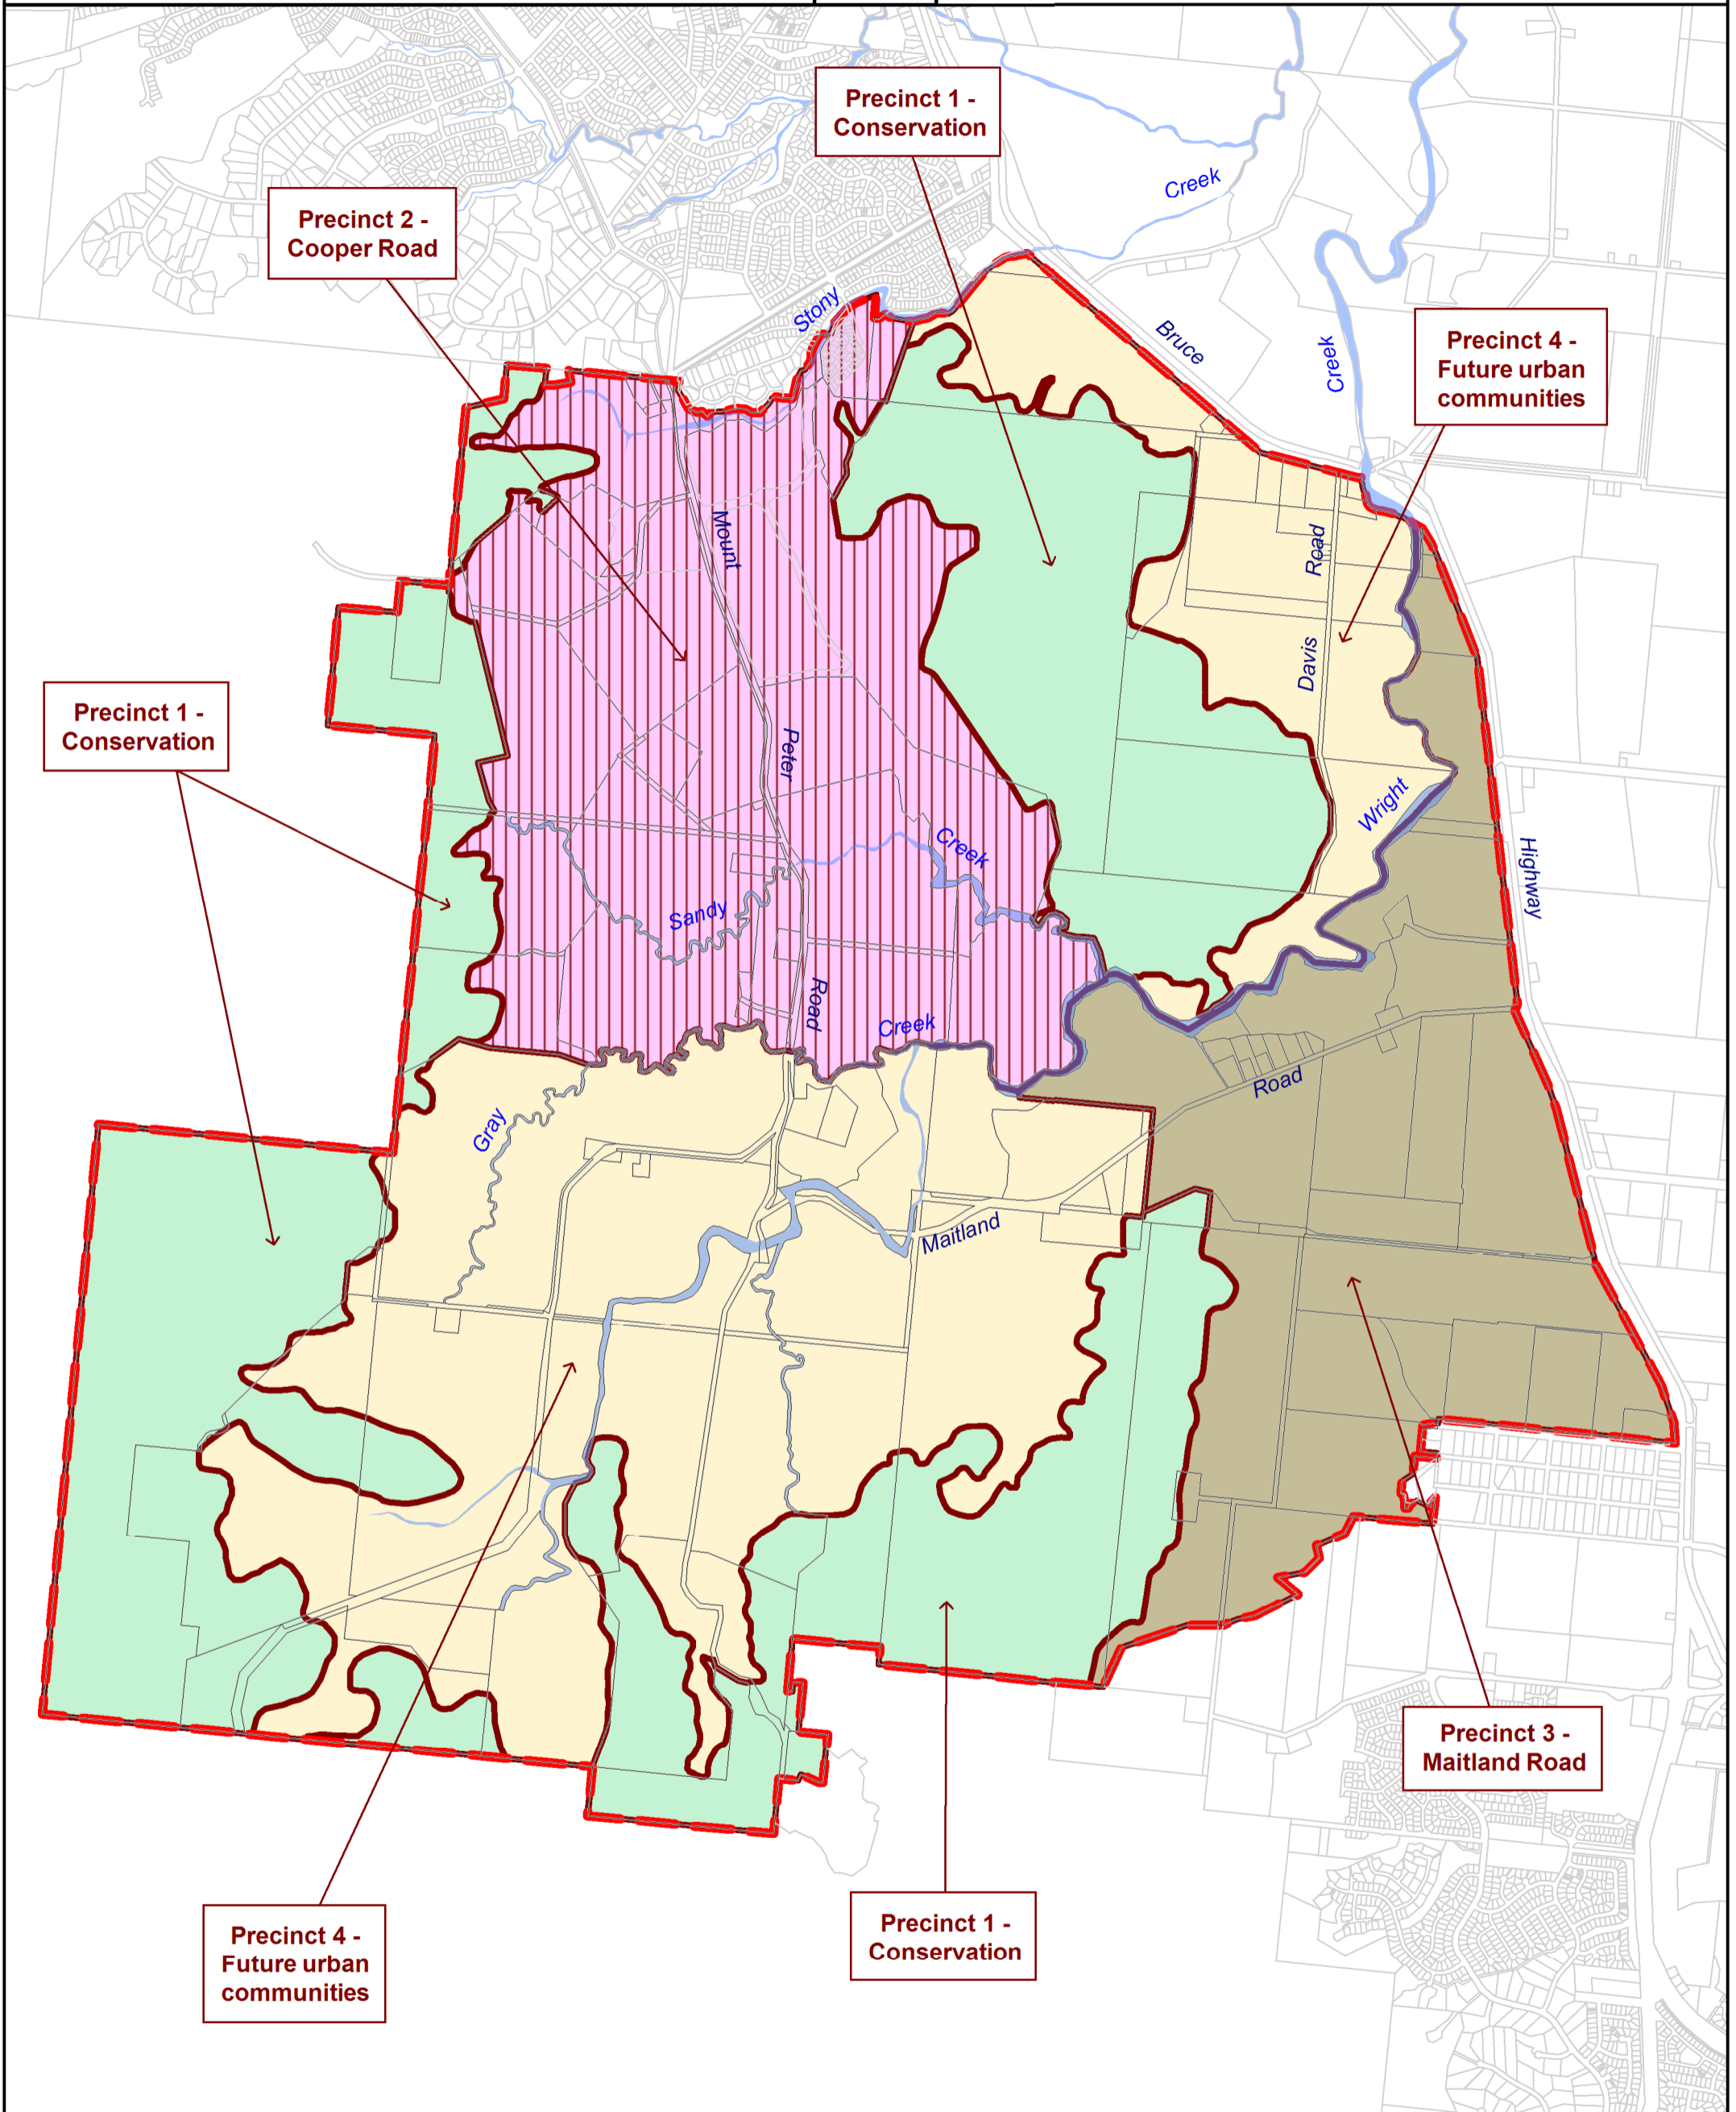 Precinct 1 -
Conservation
Creek
Precinct 2 -
Cooper Road
Stony
Bruce
Creek
Precinct 4 -
Future urban
communities
Mount
Road
Davis
Precinct 1 -
Conservation
Peter
Wright
Creek
Highway
Sandy
Road
Creek
Road
Gray
Maitland
Precinct 3 -
Maitland Road
Precinct 4 -
Future urban
communities
Precinct 1 -
Conservation